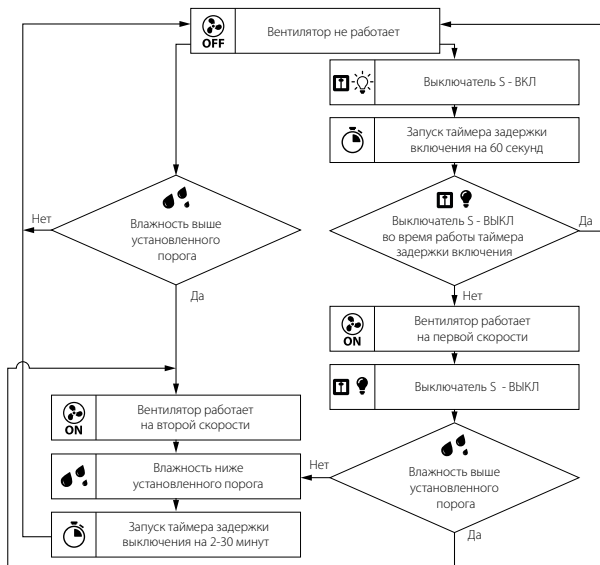 OFF
Вентилятор не работает
Выключатель S - ВКЛ
Запуск таймера задержки
включения на 60 секунд
Нет
Влажность выше
установленного
порога
Да
Выключатель S - ВЫКЛ
во время работы таймера
задержки включения
Да
Нет
ON
Вентилятор работает
на первой скорости
Выключатель S - ВЫКЛ
ON
Вентилятор работает
на второй скорости
Влажность ниже
установленного порога
Нет
Влажность выше
установленного
порога
Да
Запуск таймера задержки
выключения на 2-30 минут